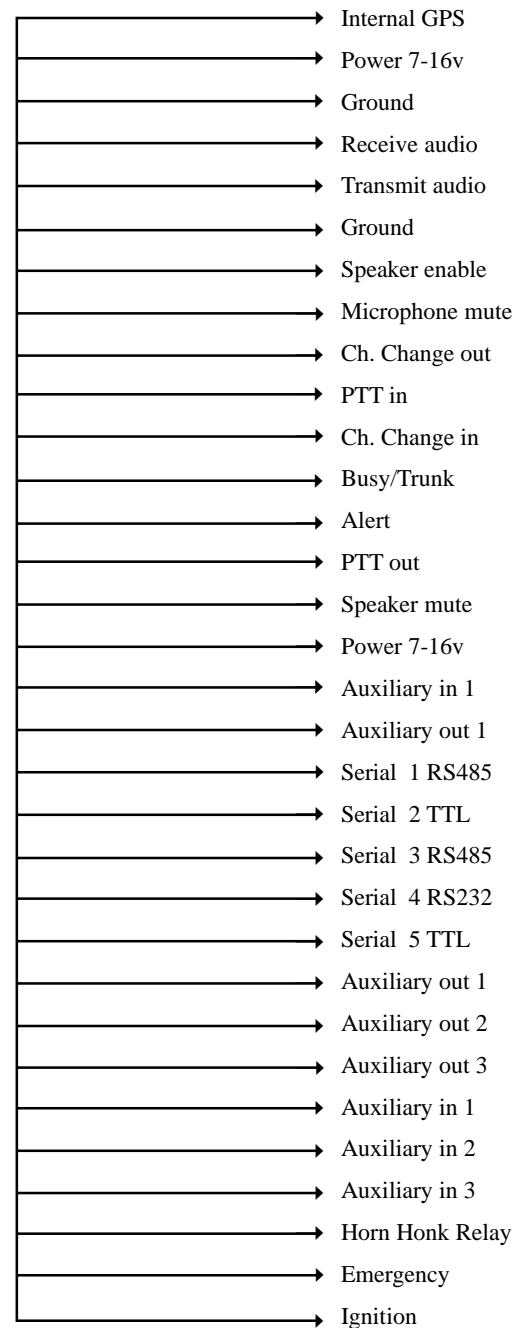 Internal GPS
Power 7-16v
Ground
Receive audio
Transmit audio
Ground
Speaker enable
Microphone mute
Ch. Change out
PTT in
Ch. Change in
Busy/Trunk
Alert
PTT out
Speaker mute
Power 7-16v
Auxiliary in 1
Auxiliary out 1
Serial 1 RS485
Serial 2 TTL
Serial 3 RS485
Serial 4 RS232
Serial 5 TTL
Auxiliary out 1
Auxiliary out 2
Auxiliary out 3
Auxiliary in 1
Auxiliary in 2
Auxiliary in 3
Horn Honk Relay
Emergency
Ignition